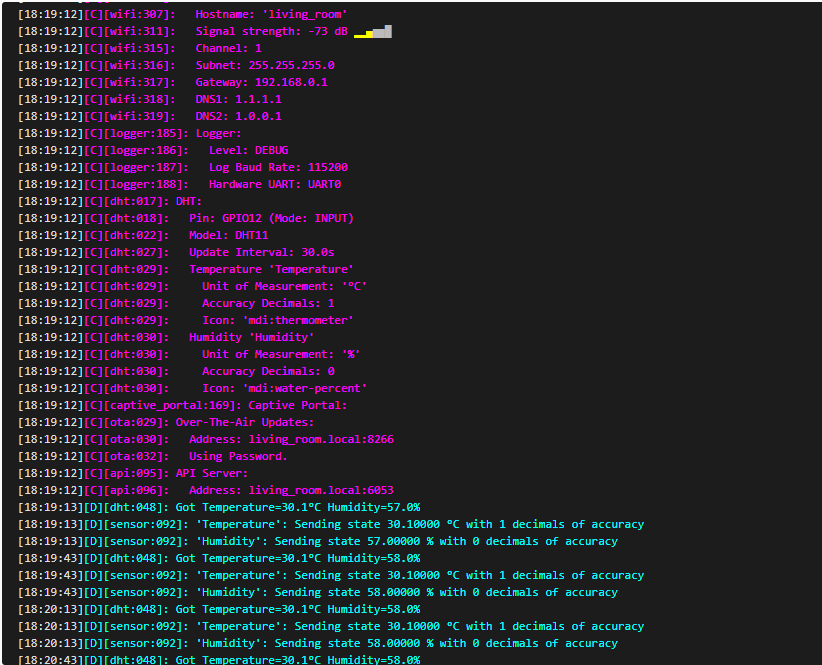 [18:19:12][C][wifi:307]:   Hostname: 'living_room'
[18:19:12][C][wifi:311]:   Signal strength: -73 dB ▂▄▆█
[18:19:12][C][wifi:315]:   Channel: 1
[18:19:12][C][wifi:316]:   Subnet: 255.255.255.0
[18:19:12][C][wifi:317]:   Gateway: 192.168.0.1
[18:19:12][C][wifi:318]:   DNS1: 1.1.1.1
[18:19:12][C][wifi:319]:   DNS2: 1.0.0.1
[18:19:12][C][logger:185]: Logger:
[18:19:12][C][logger:186]:   Level: DEBUG
[18:19:12][C][logger:187]:   Log Baud Rate: 115200
[18:19:12][C][logger:188]:   Hardware UART: UART0
[18:19:12][C][dht:017]: DHT:
[18:19:12][C][dht:018]:   Pin: GPIO12 (Mode: INPUT)
[18:19:12][C][dht:022]:   Model: DHT11
[18:19:12][C][dht:027]:   Update Interval: 30.0s
[18:19:12][C][dht:029]:   Temperature 'Temperature'
[18:19:12][C][dht:029]:     Unit of Measurement: '°C'
[18:19:12][C][dht:029]:     Accuracy Decimals: 1
[18:19:12][C][dht:029]:     Icon: 'mdi:thermometer'
[18:19:12][C][dht:030]:   Humidity 'Humidity'
[18:19:12][C][dht:030]:     Unit of Measurement: '%'
[18:19:12][C][dht:030]:     Accuracy Decimals: 0
[18:19:12][C][dht:030]:     Icon: 'mdi:water-percent'
[18:19:12][C][captive_portal:169]: Captive Portal:
[18:19:12][C][ota:029]: Over-The-Air Updates:
[18:19:12][C][ota:030]:   Address: living_room.local:8266
[18:19:12][C][ota:032]:   Using Password.
[18:19:12][C][api:095]: API Server:
[18:19:12][C][api:096]:   Address: living_room.local:6053
[18:19:13][D][dht:048]: Got Temperature=30.1°C Humidity=57.0%
[18:19:13][D][sensor:092]: 'Temperature': Sending state 30.10000 °C with 1 decimals of accuracy
[18:19:13][D][sensor:092]: 'Humidity': Sending state 57.00000 % with 0 decimals of accuracy
[18:19:43][D][dht:048]: Got Temperature=30.1°C Humidity=58.0%
[18:19:43][D][sensor:092]: 'Temperature': Sending state 30.10000 °C with 1 decimals of accuracy
[18:19:43][D][sensor:092]: 'Humidity': Sending state 58.00000 % with 0 decimals of accuracy
[18:20:13][D][dht:048]: Got Temperature=30.1°C Humidity=58.0%
[18:20:13][D][sensor:092]: 'Temperature': Sending state 30.10000 °C with 1 decimals of accuracy
[18:20:13][D][sensor:092]: 'Humidity': Sending state 58.00000 % with 0 decimals of accuracy
[18:20:43][D][dht:048]: Got Temperature=30.1°C Humidity=58.0%